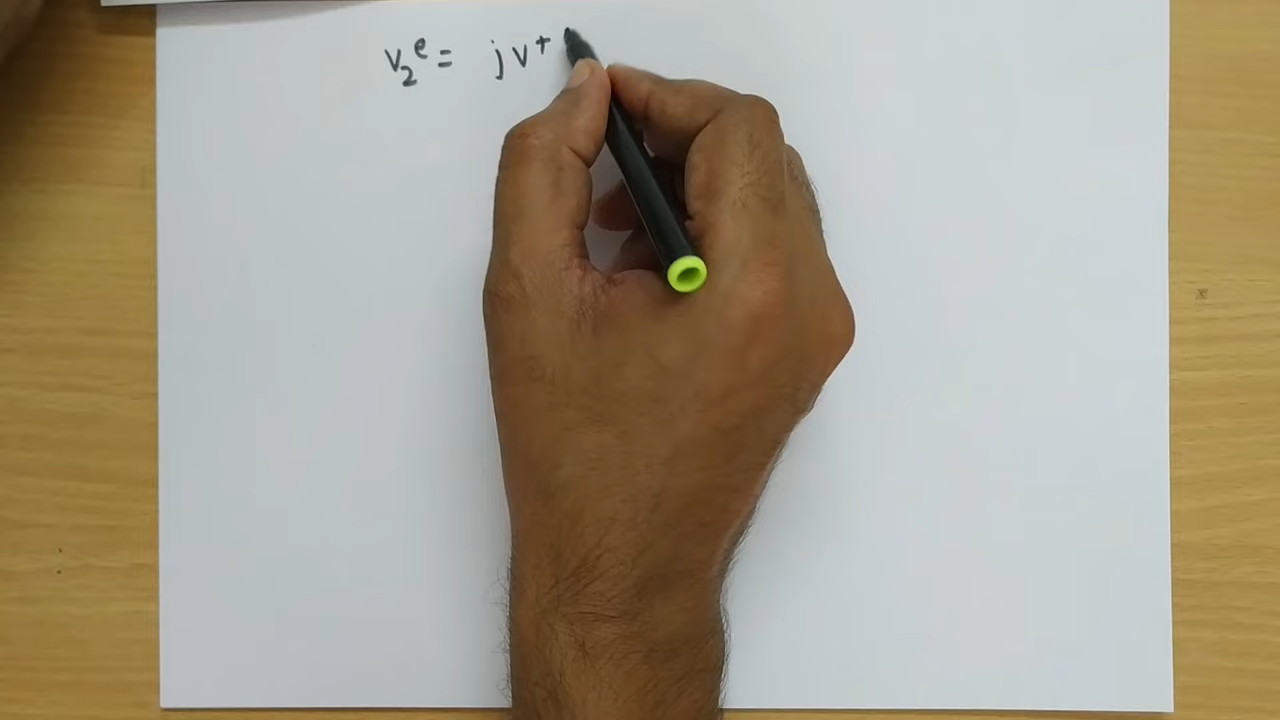 V₂ᵉ = jV⁺